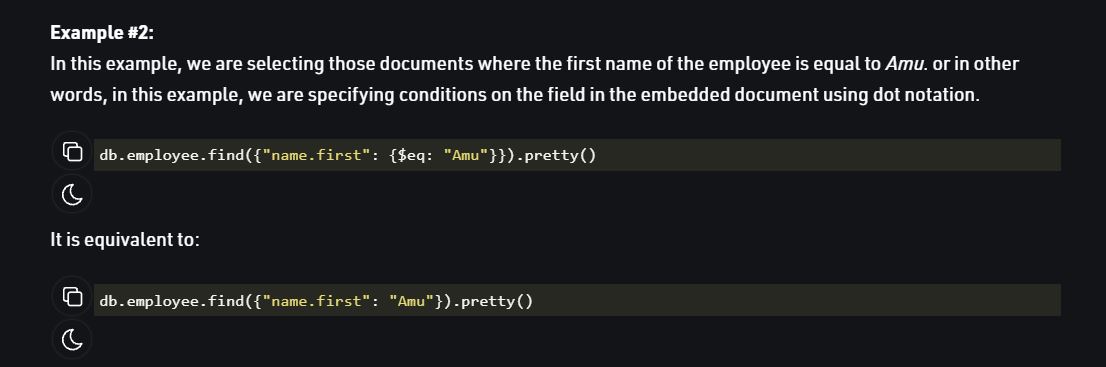 Example #2:
In this example, we are selecting those documents where the first name of the employee is equal to Amu. or in other
words, in this example, we are specifying conditions on the field in the embedded document using dot notation.
db.employee.find({"name.first": {$eq: "Amu"}}).pretty()
It is equivalent to:
db.employee.find({"name.first": "Amu"}).pretty()